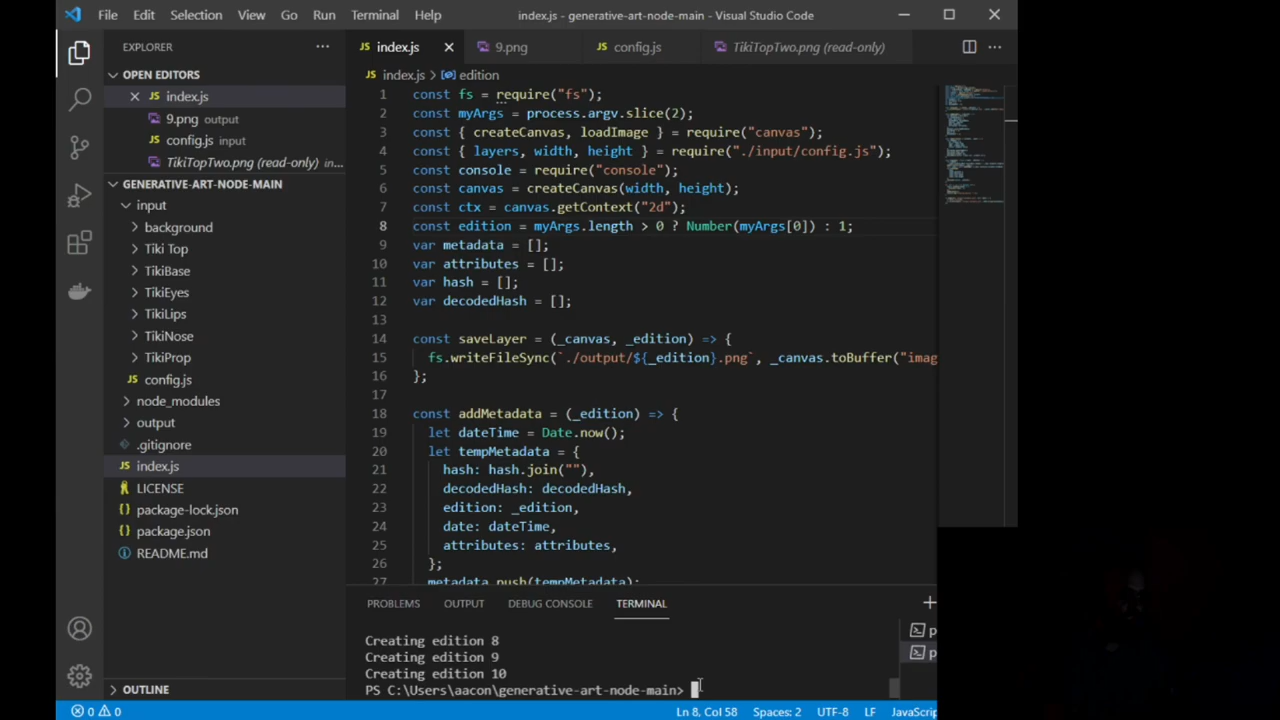 File Edit Selection View Go Run Terminal Help
index.js - generative-art-node-main - Visual Studio Code
EXPLORER
OPEN EDITORS
JS index.js
9.png output
JS config.js input
TikiTopTwo.png (read-only) in...
GENERATIVE-ART-NODE-MAIN
input
background
Tiki Top
TikiBase
TikiEyes
TikiLips
TikiNose
TikiProp
JS config.js
node_modules
output
.gitignore
JS index.js
LICENSE
{} package-lock.json
{} package.json
README.md
OUTLINE
JS index.js
9.png
JS config.js
TikiTopTwo.png (read-only)
JS index.js > edition
1 const fs = require("fs");
2 const myArgs = process.argv.slice(2);
3 const { createCanvas, loadImage } = require("canvas");
4 const { layers, width, height } = require("./input/config.js");
5 const console = require("console");
6 const canvas = createCanvas(width, height);
7 const ctx = canvas.getContext("2d");
8 const edition = myArgs.length > 0 ? Number(myArgs[0]) : 1;
9 var metadata = [];
10 var attributes = [];
11 var hash = [];
12 var decodedHash = [];
13
14 const saveLayer = (_canvas, _edition) => {
15 fs.writeFileSync(`./output/${_edition}.png`, _canvas.toBuffer("imag
16 };
17
18 const addMetadata = (_edition) => {
19 let dateTime = Date.now();
20 let tempMetadata = {
21 hash: hash.join(""),
22 decodedHash: decodedHash,
23 edition: _edition,
24 date: dateTime,
25 attributes: attributes,
26 };
27 metadata.push(tempMetadata);
PROBLEMS OUTPUT DEBUG CONSOLE TERMINAL
Creating edition 8
Creating edition 9
Creating edition 10
PS C:\Users\aacon\generative-art-node-main>
p
p
0 0
Ln 8, Col 58 Spaces: 2 UTF-8 LF JavaScrip